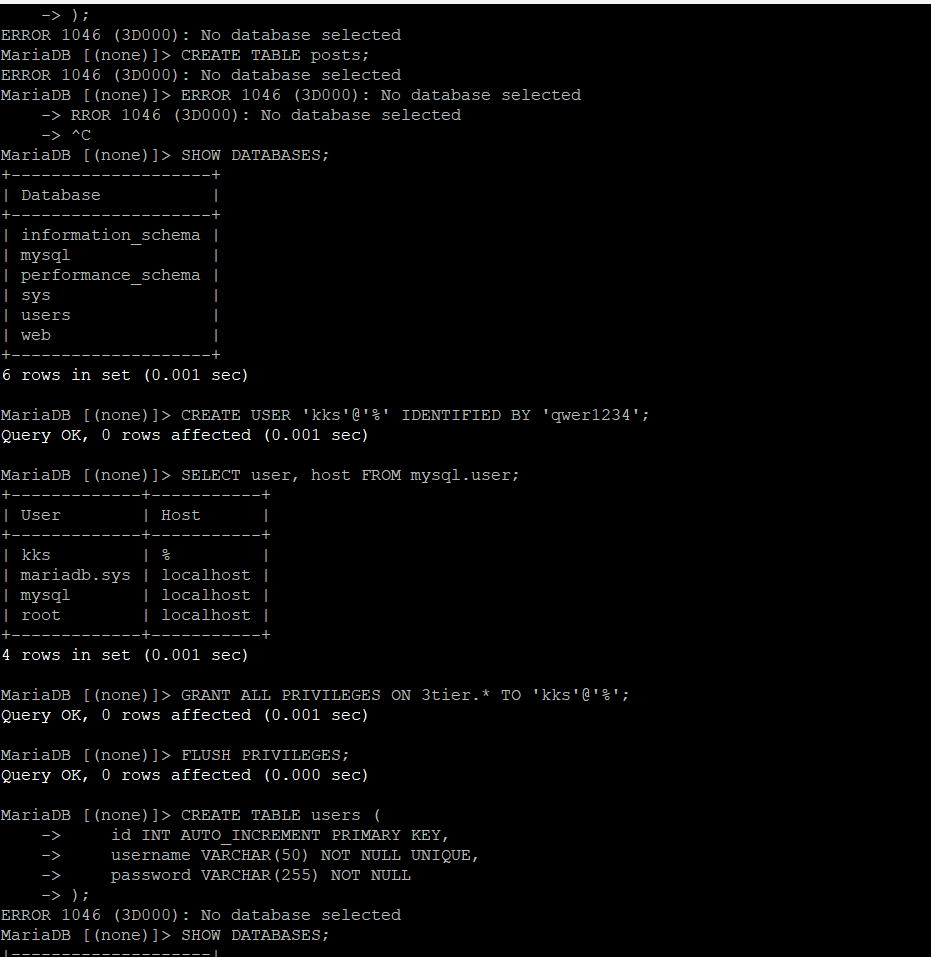 -> );
ERROR 1046 (3D000): No database selected
MariaDB [(none)]> CREATE TABLE posts;
ERROR 1046 (3D000): No database selected
MariaDB [(none)]> ERROR 1046 (3D000): No database selected
    -> RROR 1046 (3D000): No database selected
    -> ^C
MariaDB [(none)]> SHOW DATABASES;
+--------------------+
| Database           |
+--------------------+
| information_schema |
| mysql              |
| performance_schema |
| sys                |
| users              |
| web                |
+--------------------+
6 rows in set (0.001 sec)

MariaDB [(none)]> CREATE USER 'kks'@'%' IDENTIFIED BY 'qwer1234';
Query OK, 0 rows affected (0.001 sec)

MariaDB [(none)]> SELECT user, host FROM mysql.user;
+-------------+-----------+
| User        | Host      |
+-------------+-----------+
| kks         | %         |
| mariadb.sys | localhost |
| mysql       | localhost |
| root        | localhost |
+-------------+-----------+
4 rows in set (0.001 sec)

MariaDB [(none)]> GRANT ALL PRIVILEGES ON 3tier.* TO 'kks'@'%';
Query OK, 0 rows affected (0.001 sec)

MariaDB [(none)]> FLUSH PRIVILEGES;
Query OK, 0 rows affected (0.000 sec)

MariaDB [(none)]> CREATE TABLE users (
    ->     id INT AUTO_INCREMENT PRIMARY KEY,
    ->     username VARCHAR(50) NOT NULL UNIQUE,
    ->     password VARCHAR(255) NOT NULL
    -> );
ERROR 1046 (3D000): No database selected
MariaDB [(none)]> SHOW DATABASES;
+--------------------+